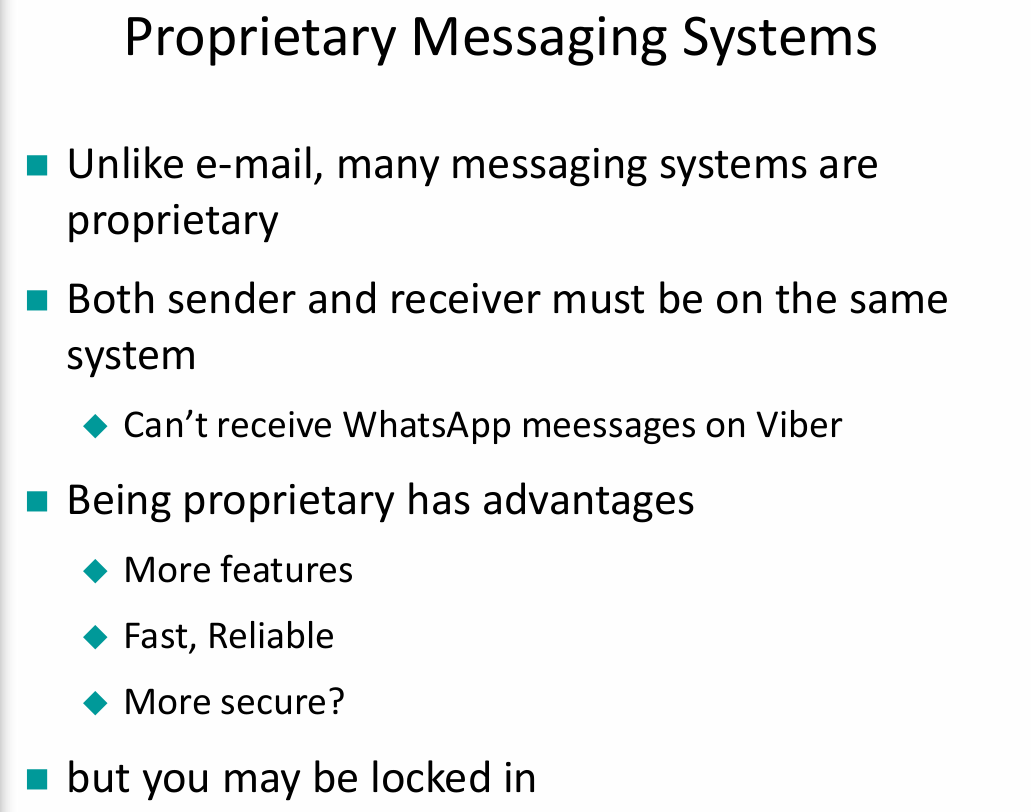 Proprietary Messaging Systems
Unlike e-mail, many messaging systems are
proprietary
Both sender and receiver must be on the same
system
Can’t receive WhatsApp meessages on Viber
Being proprietary has advantages
More features
Fast, Reliable
More secure?
but you may be locked in